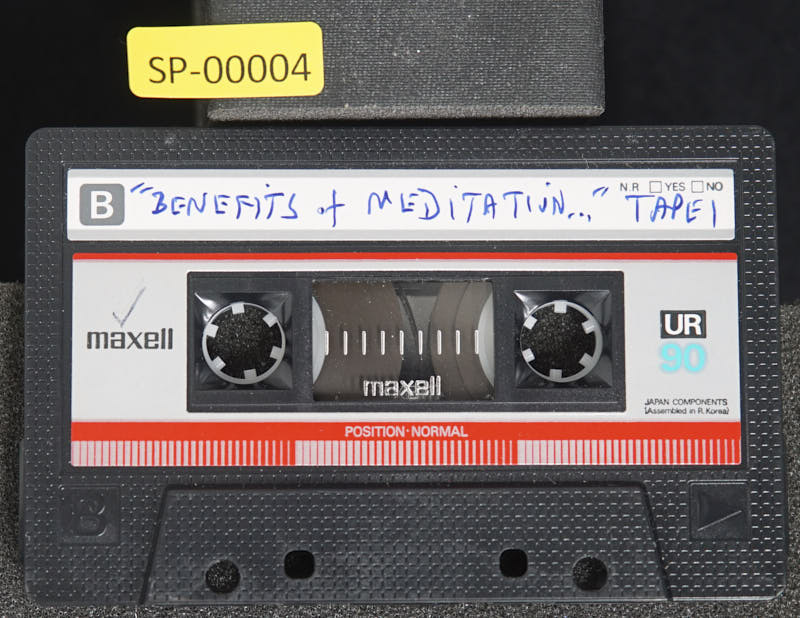 SP-00004
B "BENEFITS of MEDITATION..." TAPE 1
N.R □ YES □ NO
maxell
maxell
UR
90
JAPAN COMPONENTS
(Assembled in R. Korea)
POSITION·NORMAL
B